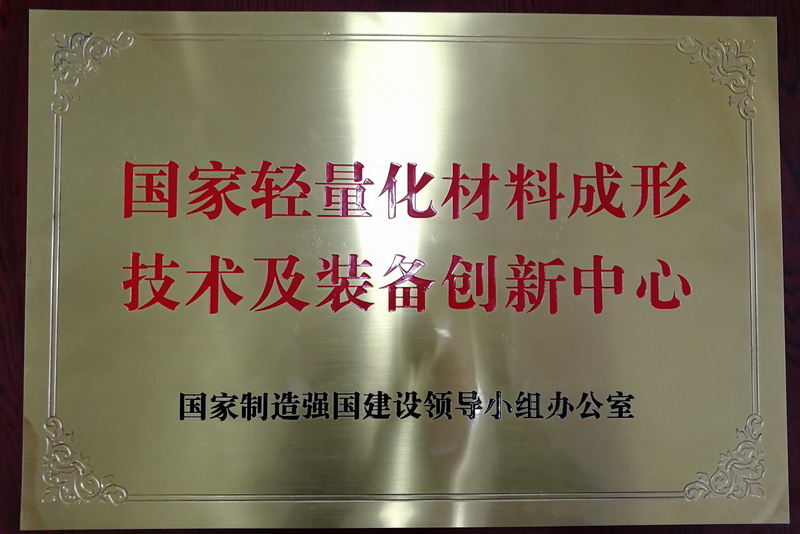 国家轻量化材料成形
技术及装备创新中心
国家制造强国建设领导小组办公室